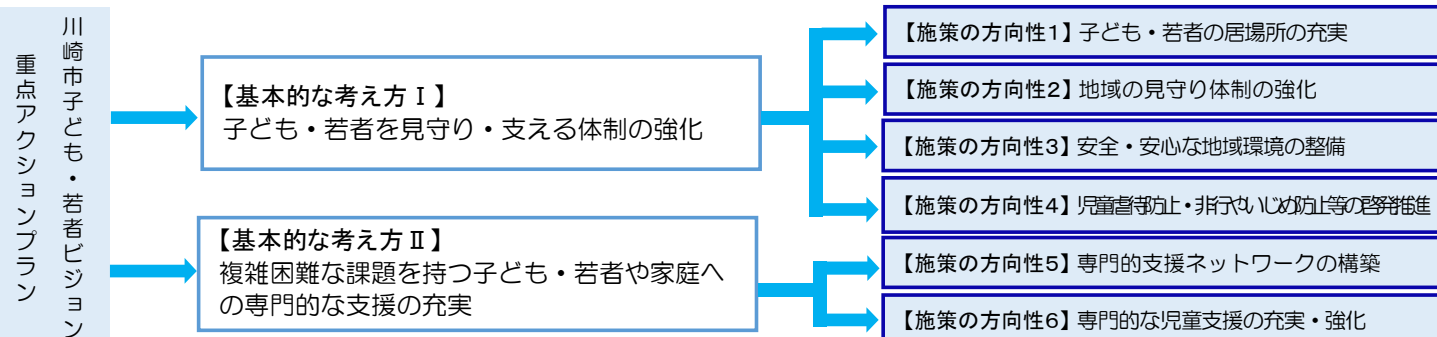 川崎市子ども・若者ビジョン
重点アクションプラン
【基本的な考え方Ⅰ】
子ども・若者を見守り・支える体制の強化
【基本的な考え方Ⅱ】
複雑困難な課題を持つ子ども・若者や家庭へ
の専門的な支援の充実
【施策の方向性1】子ども・若者の居場所の充実
【施策の方向性2】地域の見守り体制の強化
【施策の方向性3】安全・安心な地域環境の整備
【施策の方向性4】児童虐待防止・非行やいじめ防止等の啓発推進
【施策の方向性5】専門的支援ネットワークの構築
【施策の方向性6】専門的な児童支援の充実・強化